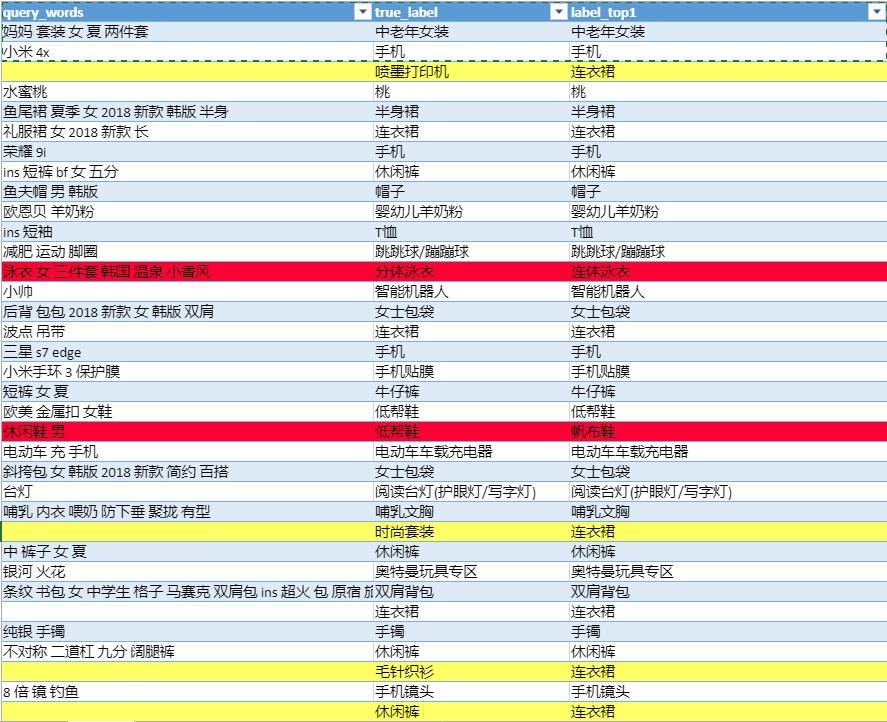 query_words true_label label_top1
妈妈 套装 女 夏 两件套 中老年女装 中老年女装
小米 4x 手机 手机
喷墨打印机 连衣裙
水蜜桃 桃 桃
鱼尾裙 夏季 女 2018 新款 韩版 半身 半身裙 半身裙
礼服裙 女 2018 新款 长 连衣裙 连衣裙
荣耀 9i 手机 手机
ins 短裤 bf 女 五分 休闲裤 休闲裤
鱼夫帽 男 韩版 帽子 帽子
欧恩贝 羊奶粉 婴幼儿羊奶粉 婴幼儿羊奶粉
ins 短袖 T恤 T恤
减肥 运动 脚圈 跳跳球/蹦蹦球 跳跳球/蹦蹦球
泳衣 女 三件套 韩国 温泉 小香风 分体泳衣 连体泳衣
小帅 智能机器人 智能机器人
后背 包包 2018 新款 女 韩版 双肩 女士包袋 女士包袋
波点 吊带 连衣裙 连衣裙
三星 s7 edge 手机 手机
小米手环 3 保护膜 手机贴膜 手机贴膜
短裤 女 夏 牛仔裤 牛仔裤
欧美 金属扣 女鞋 低帮鞋 低帮鞋
休闲鞋 男 低帮鞋 帆布鞋
电动车 充 手机 电动车车载充电器 电动车车载充电器
斜挎包 女 韩版 2018 新款 简约 百搭 女士包袋 女士包袋
台灯 阅读台灯(护眼灯/写字灯) 阅读台灯(护眼灯/写字灯)
哺乳 内衣 喂奶 防下垂 聚拢 有型 哺乳文胸 哺乳文胸
时尚套装 连衣裙
中 裤子 女 夏 休闲裤 休闲裤
银河 火花 奥特曼玩具专区 奥特曼玩具专区
条纹 书包 女 中学生 格子 马赛克 双肩包 ins 超火 包 原宿 双肩背包 双肩背包
连衣裙 连衣裙
纯银 手镯 手镯 手镯
不对称 二道杠 九分 阔腿裤 休闲裤 休闲裤
毛针织衫 连衣裙
8 倍 镜 钓鱼 手机镜头 手机镜头
休闲裤 连衣裙